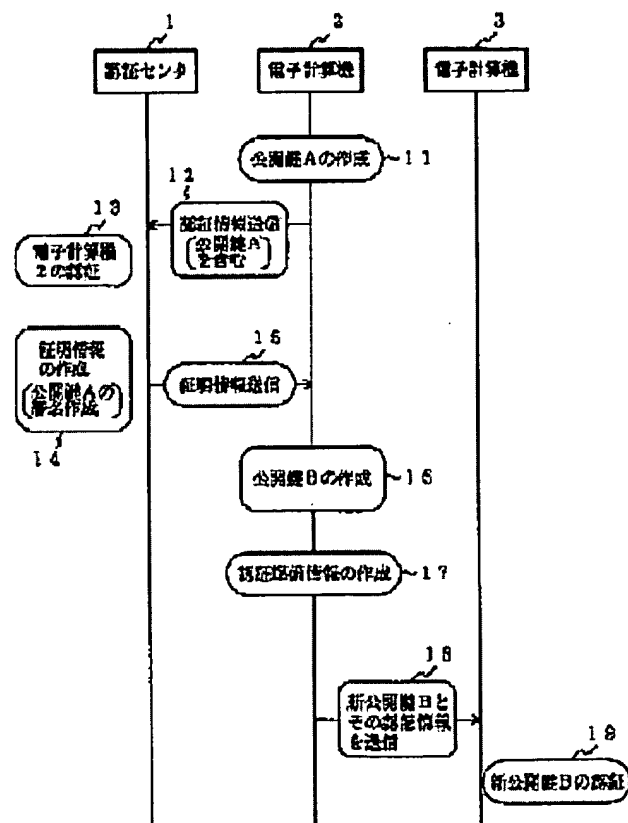 1
2
3
認証センタ
電子計算機
電子計算機
公開鍵Aの作成
11
12
認証情報送信
公開鍵A
を含む
13
電子計算機
2の認証
証明情報
の作成
公開鍵Aの
署名作成
14
15
証明情報送信
公開鍵Bの作成
16
情報の作成
17
18
新公開鍵Bと
その認証情報
を送信
19
新公開鍵Bの認証